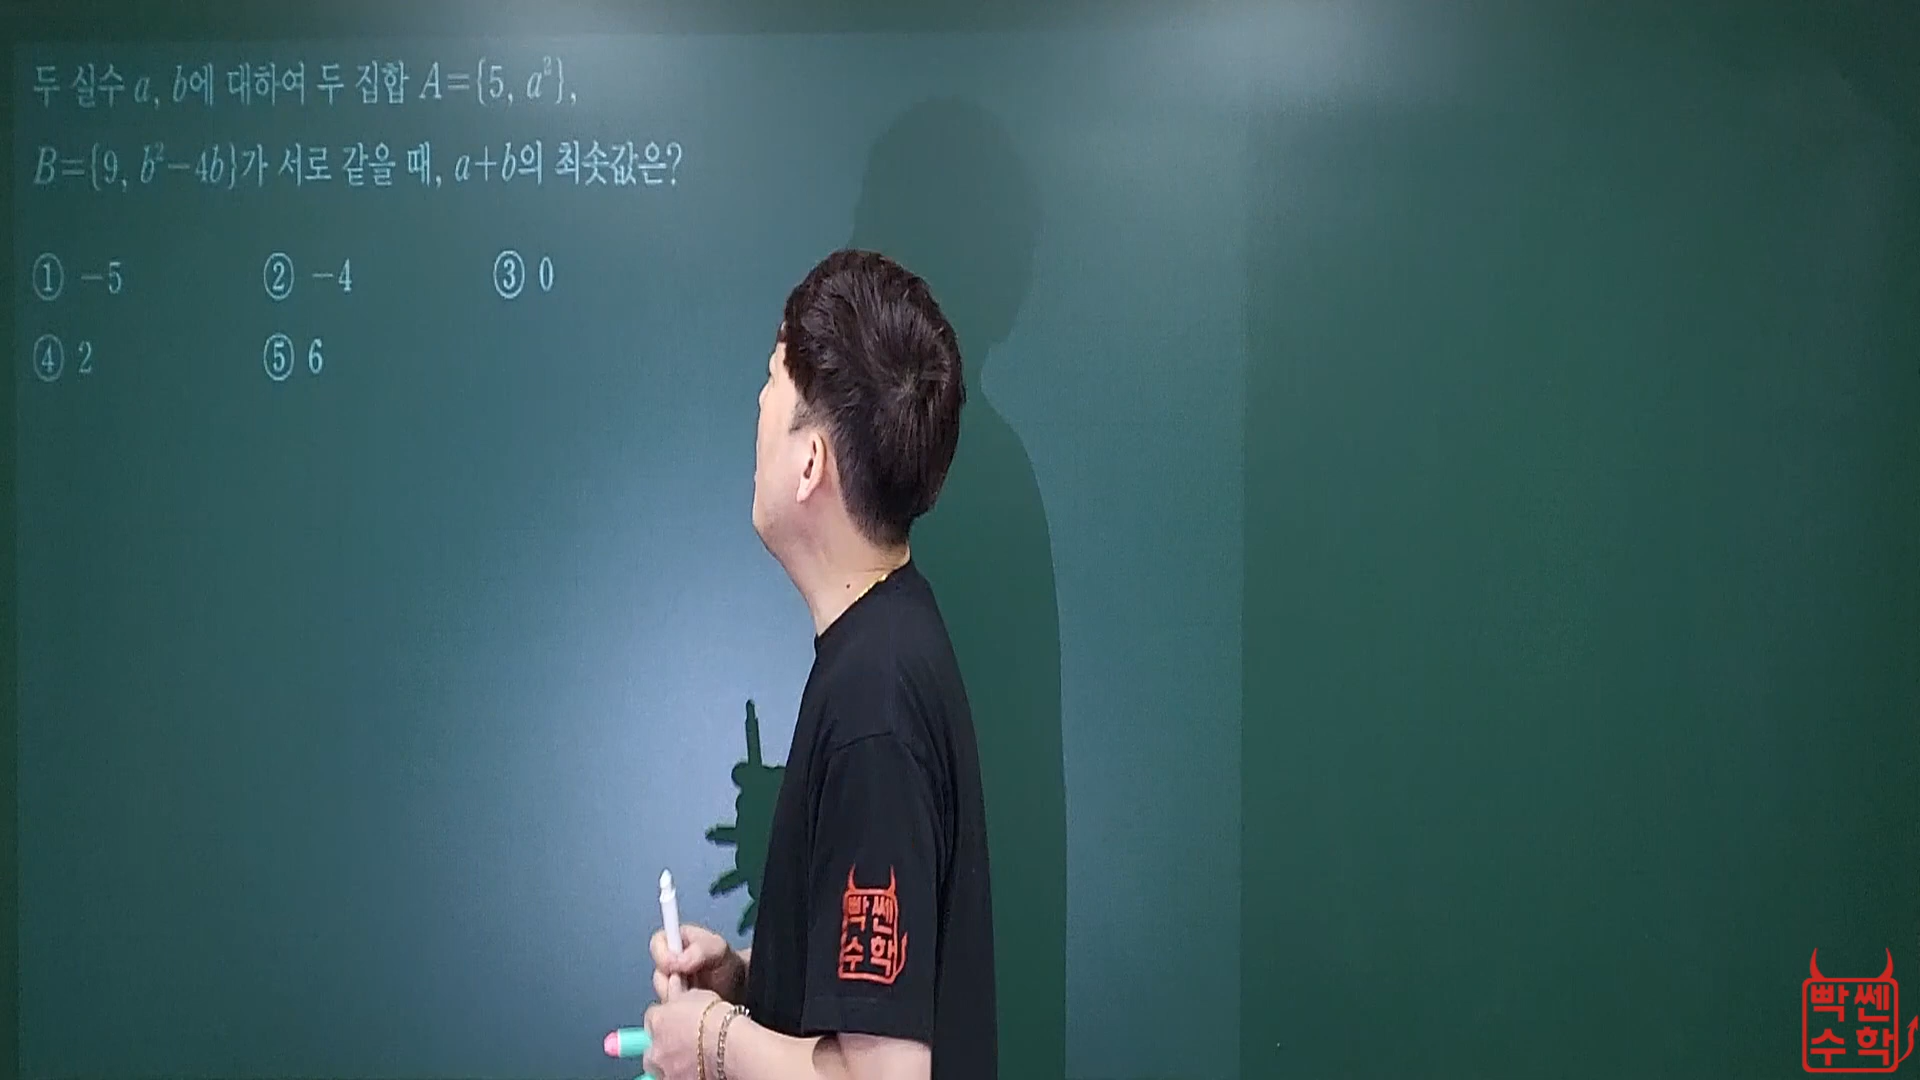 두 실수 a, b에 대하여 두 집합 A={5, a²},
B={9, b²-4b}가 서로 같을 때, a+b의 최솟값은?
① -5 ② -4 ③ 0
④ 2 ⑤ 6
빡쎈
수학
빡쎈
수학